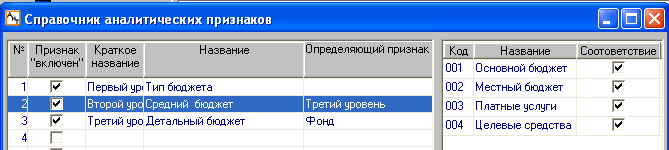 Справочник аналитических признаков
№ Признак "включен" Краткое название Название Определяющий признак
1 Первый уро Тип бюджета
2 Второй уро Средний бюджет Третий уровень
3 Третий уро Детальный бюджет Фонд
4
Код Название Соотоветствие
001 Основной бюджет
002 Местный бюджет
003 Платные услуги
004 Целевые средства